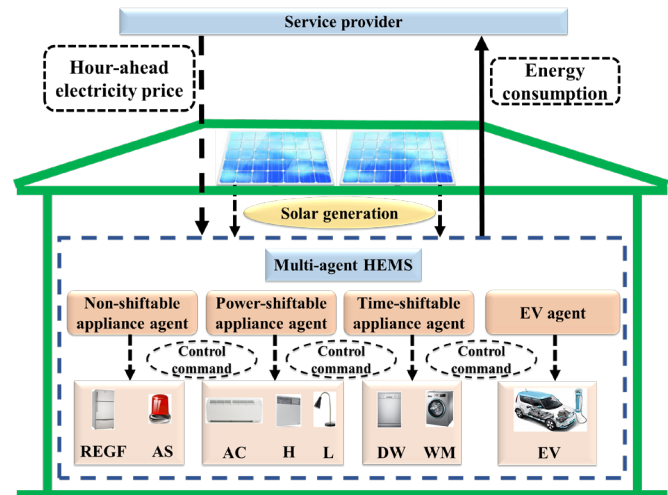 Service provider
Hour-ahead
electricity price
Energy
consumption
Solar generation
Multi-agent HEMS
Non-shiftable
appliance agent
Power-shiftable
appliance agent
Time-shiftable
appliance agent
EV agent
Control
command
Control
command
Control
command
REGF AS
AC H L
DW WM
EV